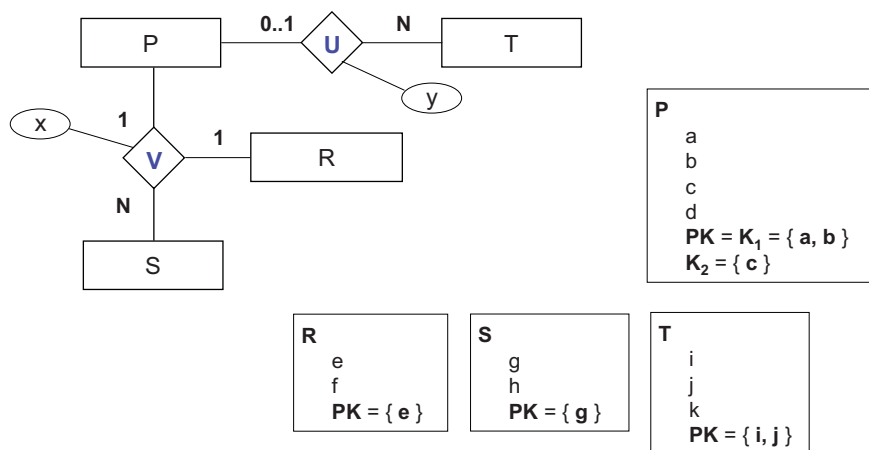 P
0..1
U
N
T
y
x
1
V
1
R
N
S
P
a
b
c
d
PK = K₁ = { a, b }
K₂ = { c }
R
e
f
PK = { e }
S
g
h
PK = { g }
T
i
j
k
PK = { i, j }